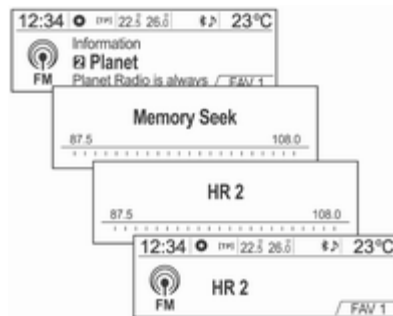 12:34 [TP] 22.5 26.0 23°C
Information
2 Planet
FM
Planet Radio is always FAV 1
Memory Seek
87.5 108.0
HR 2
87.5 108.0
12:34 [TP] 22.5 26.0 23°C
HR 2
FM
FAV 1